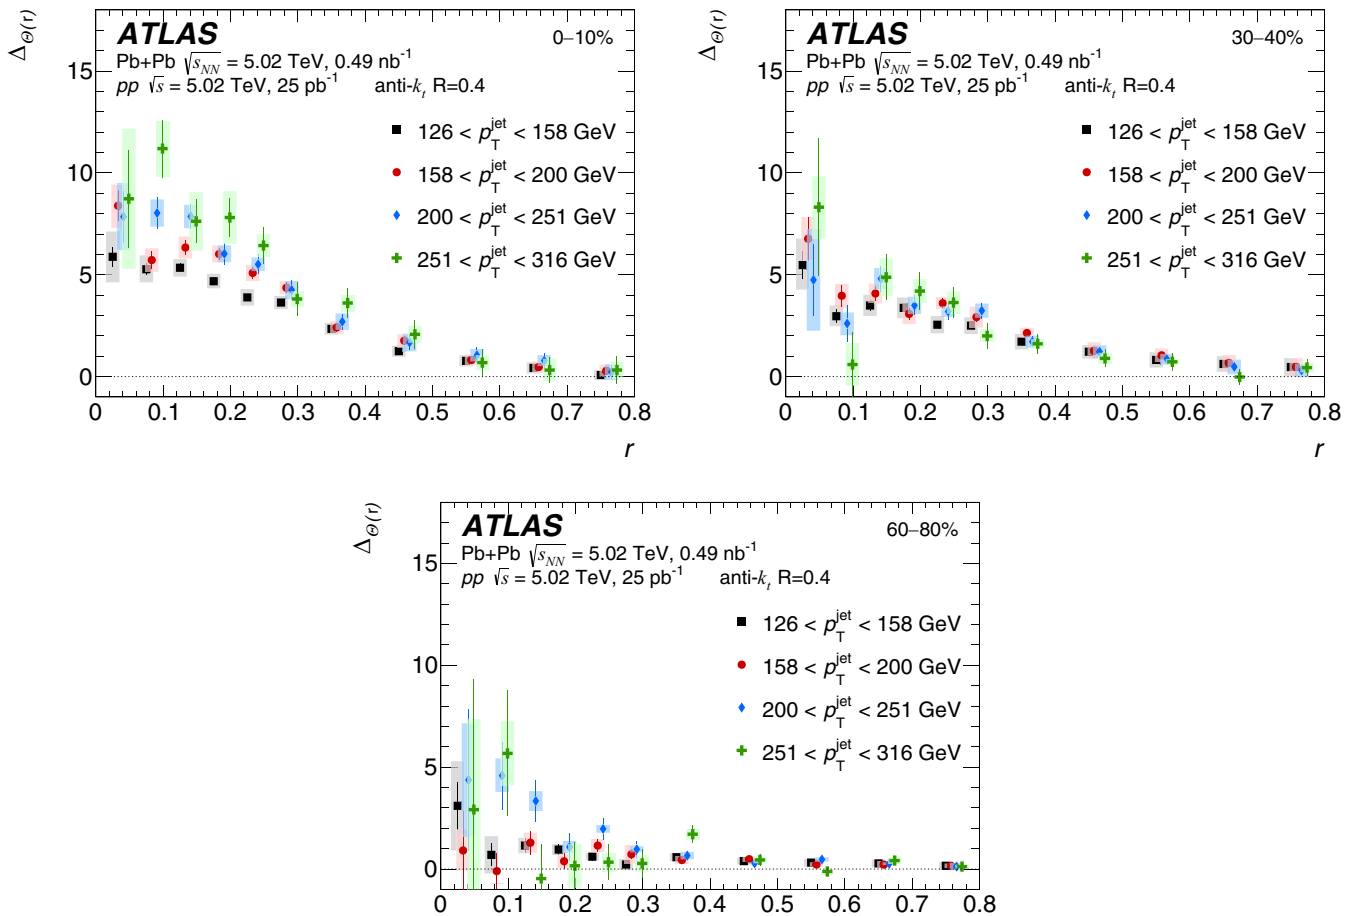 Δ_Θ(r)
ATLAS 0–10%
Pb+Pb √s_NN = 5.02 TeV, 0.49 nb⁻¹
pp √s = 5.02 TeV, 25 pb⁻¹ anti-k_t R=0.4
126 < p_T^jet < 158 GeV
158 < p_T^jet < 200 GeV
200 < p_T^jet < 251 GeV
251 < p_T^jet < 316 GeV
15
10
5
0
0 0.1 0.2 0.3 0.4 0.5 0.6 0.7 0.8
r
Δ_Θ(r)
ATLAS 30–40%
Pb+Pb √s_NN = 5.02 TeV, 0.49 nb⁻¹
pp √s = 5.02 TeV, 25 pb⁻¹ anti-k_t R=0.4
126 < p_T^jet < 158 GeV
158 < p_T^jet < 200 GeV
200 < p_T^jet < 251 GeV
251 < p_T^jet < 316 GeV
15
10
5
0
0 0.1 0.2 0.3 0.4 0.5 0.6 0.7 0.8
r
Δ_Θ(r)
ATLAS 60–80%
Pb+Pb √s_NN = 5.02 TeV, 0.49 nb⁻¹
pp √s = 5.02 TeV, 25 pb⁻¹ anti-k_t R=0.4
126 < p_T^jet < 158 GeV
158 < p_T^jet < 200 GeV
200 < p_T^jet < 251 GeV
251 < p_T^jet < 316 GeV
15
10
5
0
0 0.1 0.2 0.3 0.4 0.5 0.6 0.7 0.8